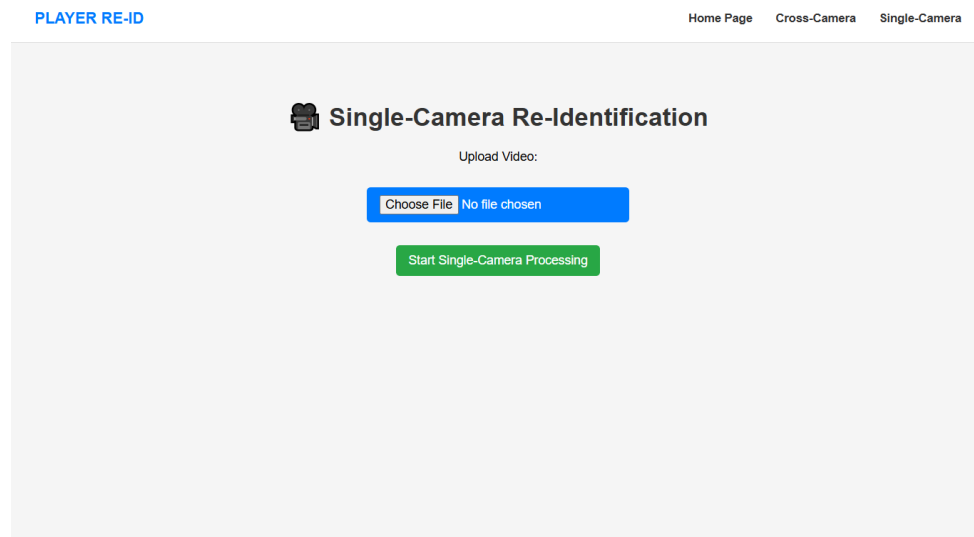 PLAYER RE-ID
Home Page Cross-Camera Single-Camera
Single-Camera Re-Identification
Upload Video:
Choose File No file chosen
Start Single-Camera Processing